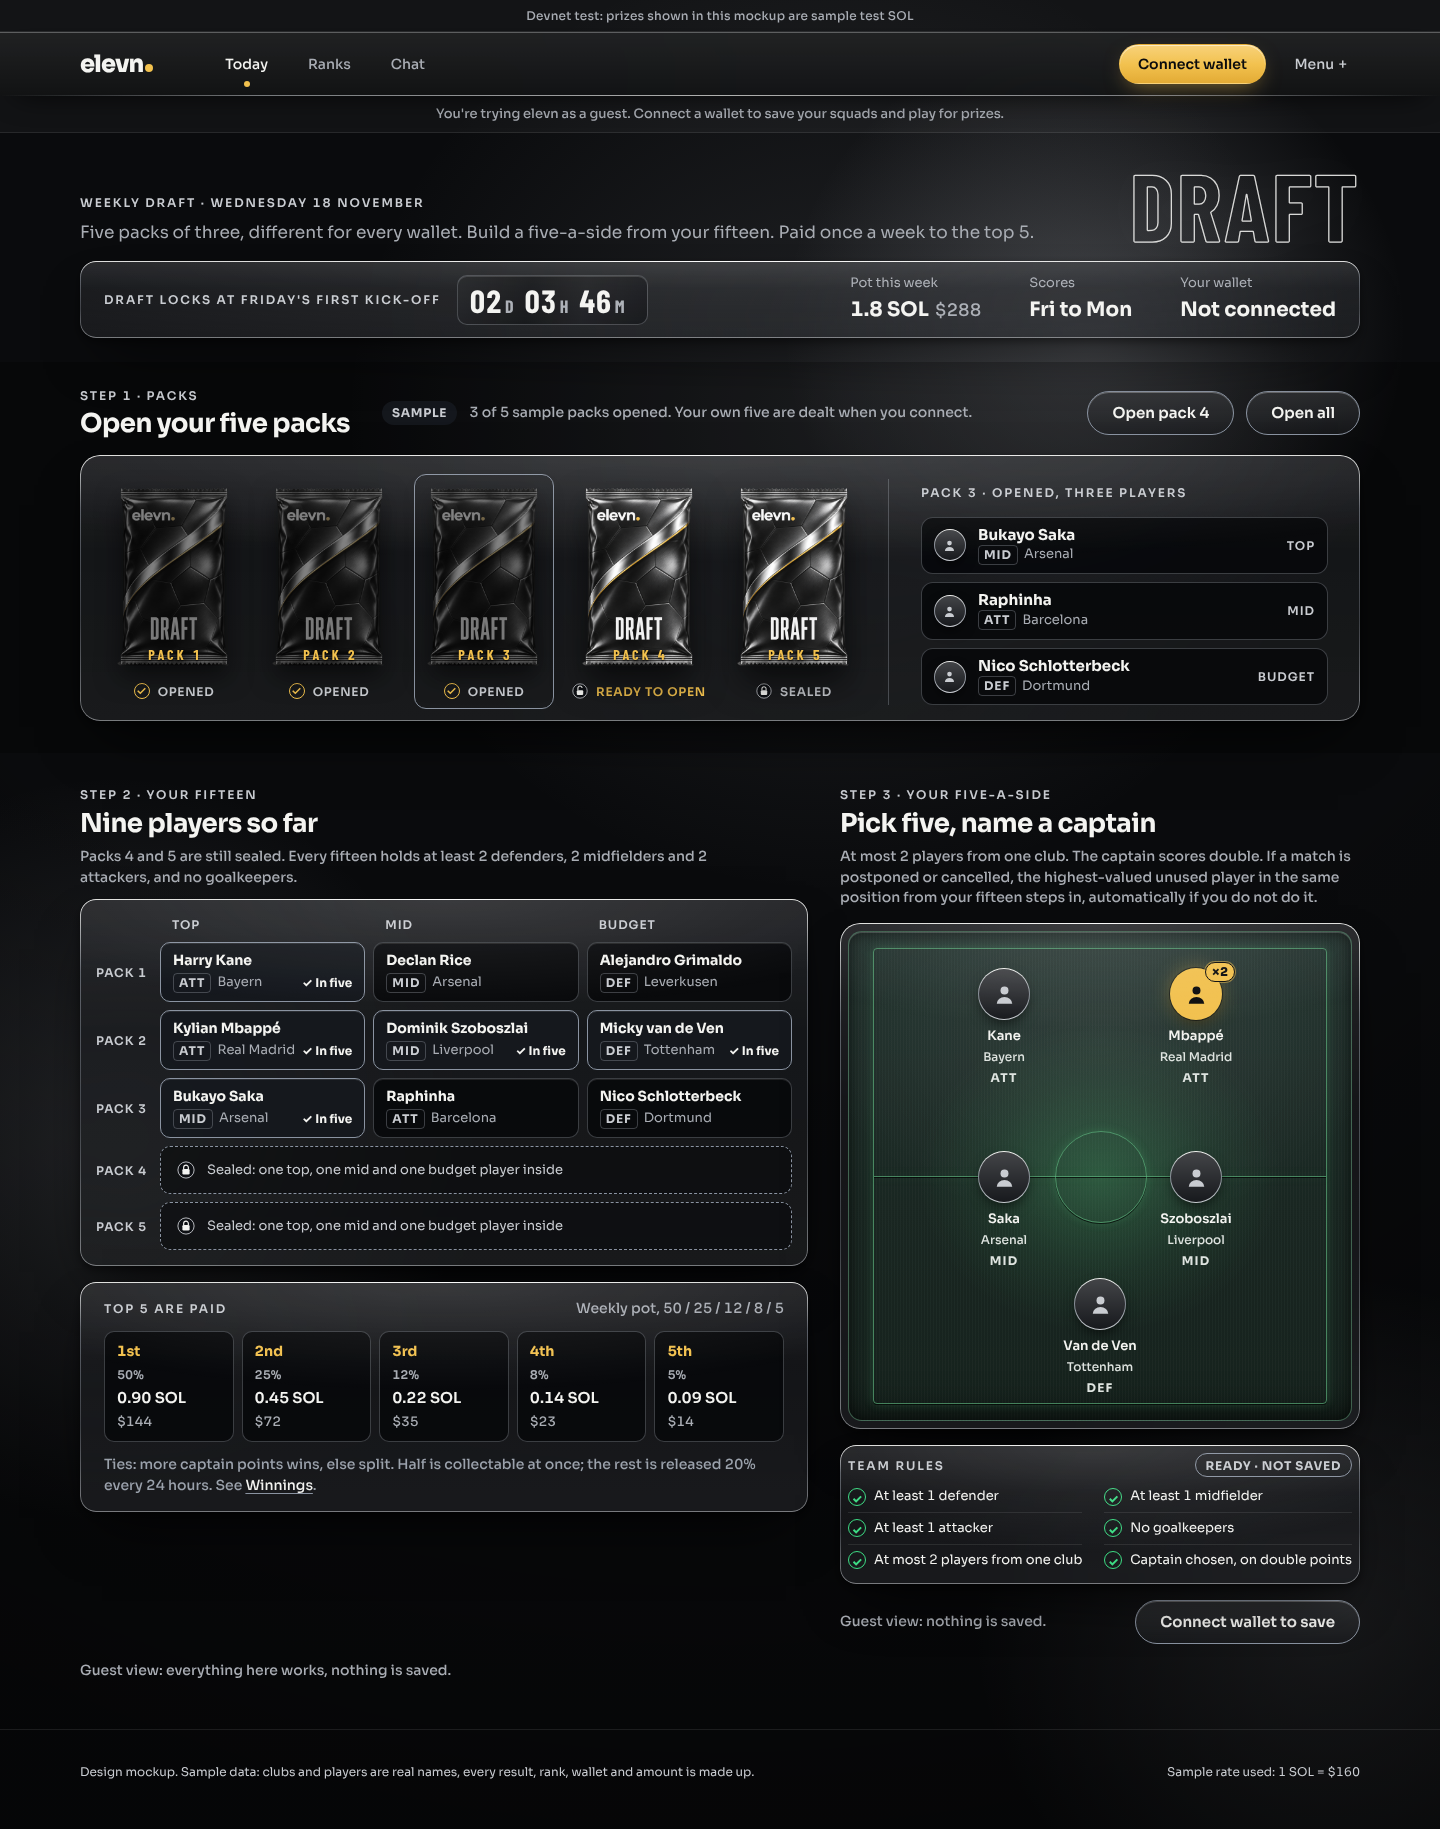 Devnet test: prizes shown in this mockup are sample test SOL
elevn.
Today
Ranks
Chat
Connect wallet
Menu +
You're trying elevn as a guest. Connect a wallet to save your squads and play for prizes.
WEEKLY DRAFT · WEDNESDAY 18 NOVEMBER
Five packs of three, different for every wallet. Build a five-a-side from your fifteen. Paid once a week to the top 5.
DRAFT
DRAFT LOCKS AT FRIDAY'S FIRST KICK-OFF
02 D 03 H 46 M
Pot this week
1.8 SOL $288
Scores
Fri to Mon
Your wallet
Not connected
STEP 1 · PACKS
Open your five packs
SAMPLE
3 of 5 sample packs opened. Your own five are dealt when you connect.
Open pack 4
Open all
elevn.
DRAFT
PACK 1
OPENED
elevn.
DRAFT
PACK 2
OPENED
elevn.
DRAFT
PACK 3
OPENED
elevn.
DRAFT
PACK 4
READY TO OPEN
elevn.
DRAFT
PACK 5
SEALED
PACK 3 · OPENED, THREE PLAYERS
Bukayo Saka
MID Arsenal
TOP
Raphinha
ATT Barcelona
MID
Nico Schlotterbeck
DEF Dortmund
BUDGET
STEP 2 · YOUR FIFTEEN
Nine players so far
Packs 4 and 5 are still sealed. Every fifteen holds at least 2 defenders, 2 midfielders and 2
attackers, and no goalkeepers.
TOP
MID
BUDGET
PACK 1
Harry Kane
ATT Bayern ✓ In five
Declan Rice
MID Arsenal
Alejandro Grimaldo
DEF Leverkusen
PACK 2
Kylian Mbappé
ATT Real Madrid ✓ In five
Dominik Szoboszlai
MID Liverpool ✓ In five
Micky van de Ven
DEF Tottenham ✓ In five
PACK 3
Bukayo Saka
MID Arsenal ✓ In five
Raphinha
ATT Barcelona
Nico Schlotterbeck
DEF Dortmund
PACK 4
Sealed: one top, one mid and one budget player inside
PACK 5
Sealed: one top, one mid and one budget player inside
TOP 5 ARE PAID
Weekly pot, 50 / 25 / 12 / 8 / 5
1st
50%
0.90 SOL
$144
2nd
25%
0.45 SOL
$72
3rd
12%
0.22 SOL
$35
4th
8%
0.14 SOL
$23
5th
5%
0.09 SOL
$14
Ties: more captain points wins, else split. Half is collectable at once; the rest is released 20%
every 24 hours. See Winnings.
STEP 3 · YOUR FIVE-A-SIDE
Pick five, name a captain
At most 2 players from one club. The captain scores double. If a match is
postponed or cancelled, the highest-valued unused player in the same
position from your fifteen steps in, automatically if you do not do it.
Kane
Bayern
ATT
×2
Mbappé
Real Madrid
ATT
Saka
Arsenal
MID
Szoboszlai
Liverpool
MID
Van de Ven
Tottenham
DEF
TEAM RULES
READY · NOT SAVED
At least 1 defender
At least 1 midfielder
At least 1 attacker
No goalkeepers
At most 2 players from one club
Captain chosen, on double points
Guest view: nothing is saved.
Connect wallet to save
Guest view: everything here works, nothing is saved.
Design mockup. Sample data: clubs and players are real names, every result, rank, wallet and amount is made up.
Sample rate used: 1 SOL = $160